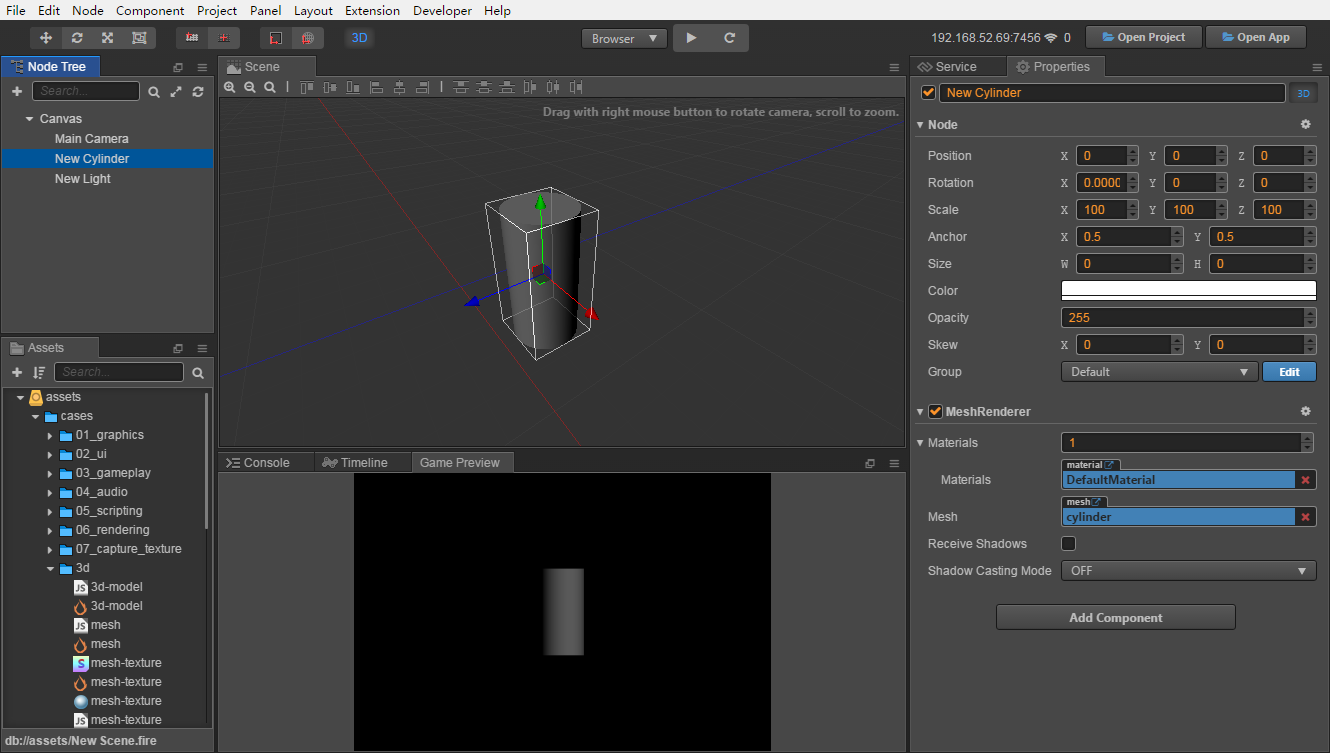 File Edit Node Component Project Panel Layout Extension Developer Help
3D Browser 192.168.52.69:7456 0 Open Project Open App
Node Tree
Search...
Canvas
Main Camera
New Cylinder
New Light
Assets
Search...
assets
cases
01_graphics
02_ui
03_gameplay
04_audio
05_scripting
06_rendering
07_capture_texture
3d
JS 3d-model
3d-model
JS mesh
mesh
S mesh-texture
mesh-texture
mesh-texture
JS mesh-texture
db://assets/New Scene.fire
Scene
Drag with right mouse button to rotate camera, scroll to zoom.
Console Timeline Game Preview
Service Properties
New Cylinder 3D
Node
Position X 0 Y 0 Z 0
Rotation X 0.0000 Y 0 Z 0
Scale X 100 Y 100 Z 100
Anchor X 0.5 Y 0.5
Size W 0 H 0
Color
Opacity 255
Skew X 0 Y 0
Group Default Edit
MeshRenderer
Materials 1
material
Materials DefaultMaterial
mesh
Mesh cylinder
Receive Shadows
Shadow Casting Mode OFF
Add Component